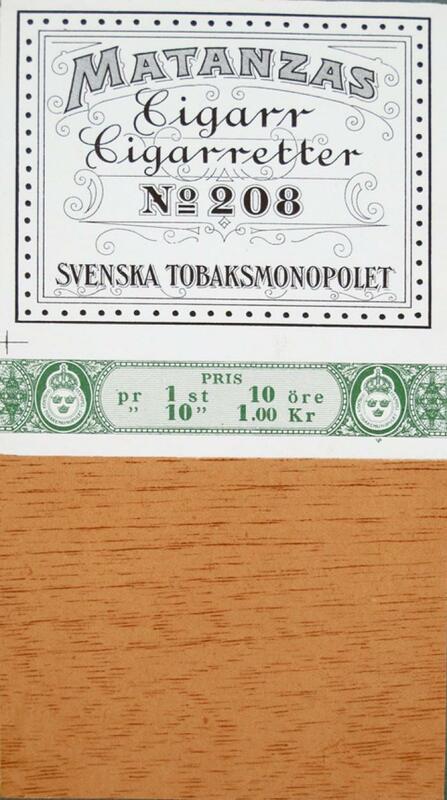 MATANZAS
Cigarr
Cigarretter
No 208
SVENSKA TOBAKSMONOPOLET
PRIS
pr 1 st 10 öre
" 10 " 1.00 Kr